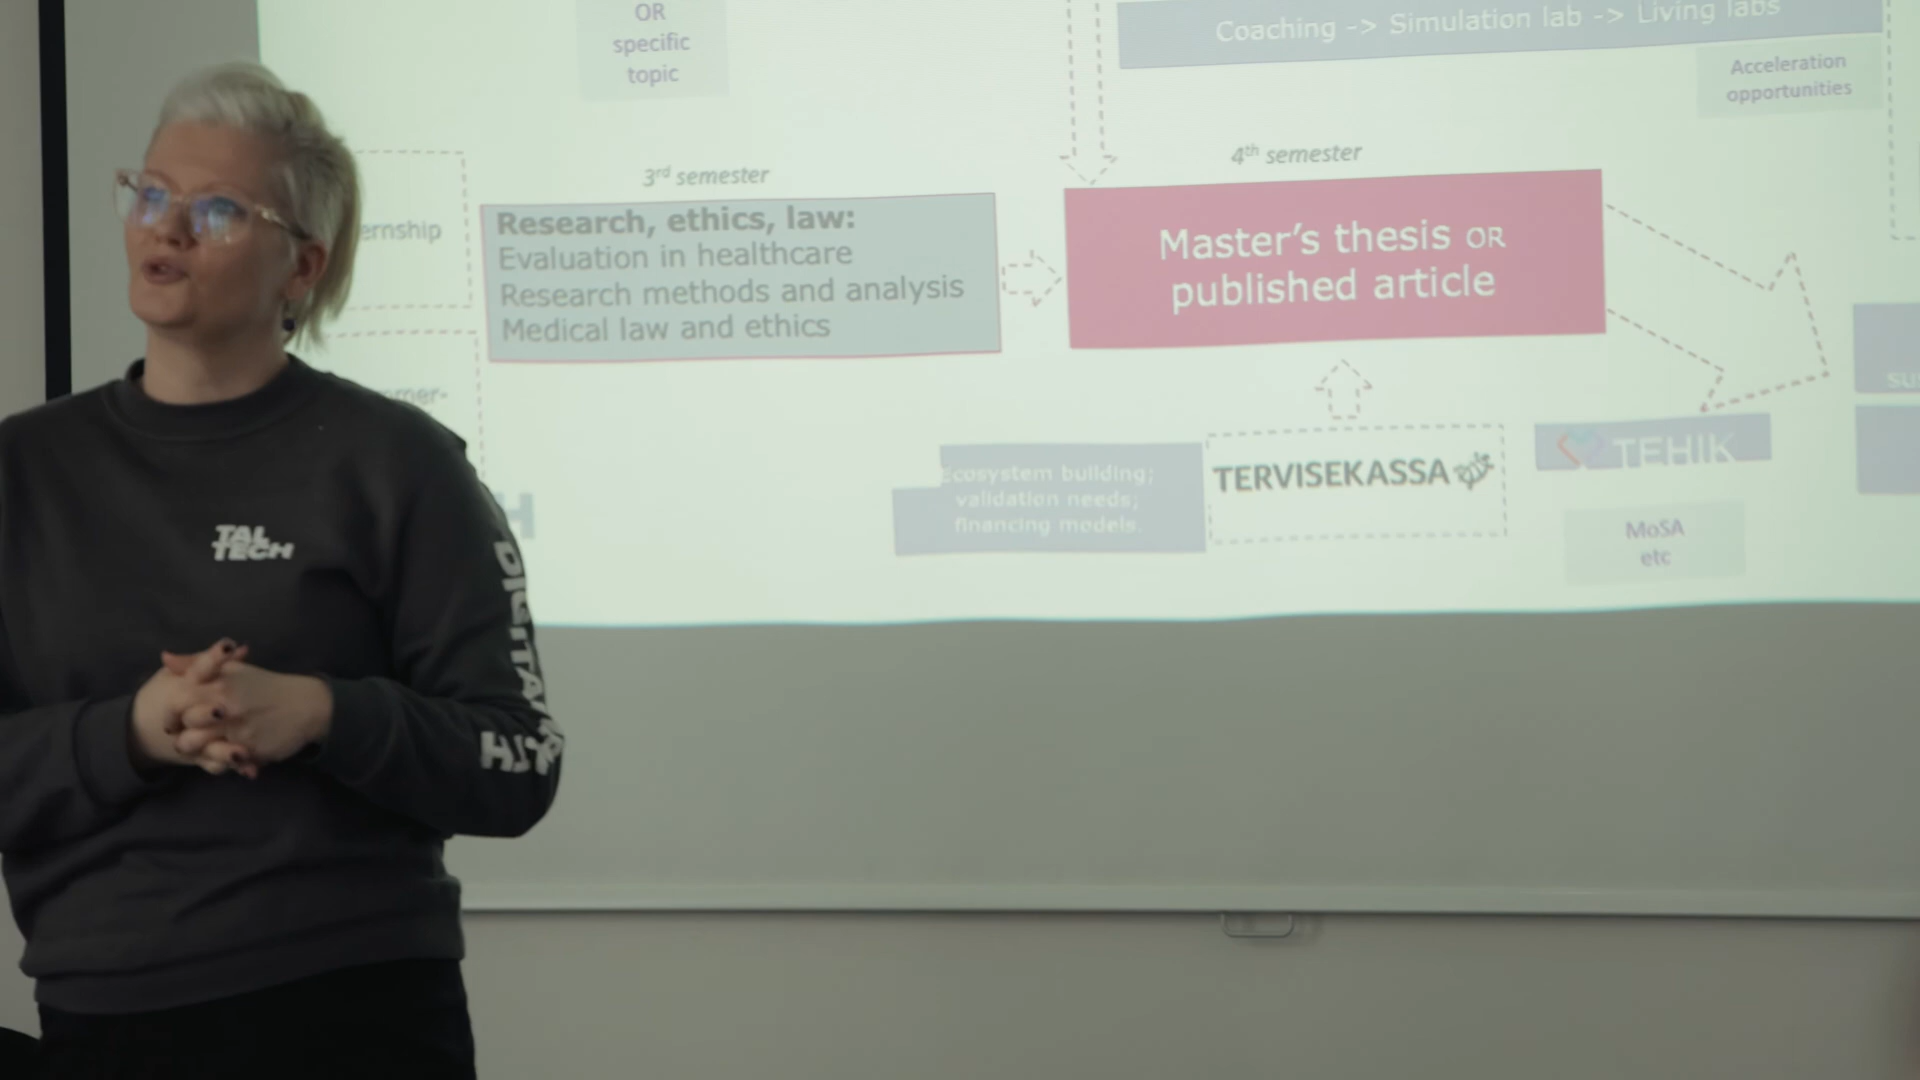 OR
specific
topic
Coaching -> Simulation lab -> Living labs
Acceleration
opportunities
3rd semester
4th semester
ernship
Research, ethics, law:
Evaluation in healthcare
Research methods and analysis
Medical law and ethics
Master's thesis OR
published article
mer-
Ecosystem building;
validation needs;
financing models.
TERVISEKASSA
TEHIK
MoSA
etc
H
TAL
TECH
DIGITAL